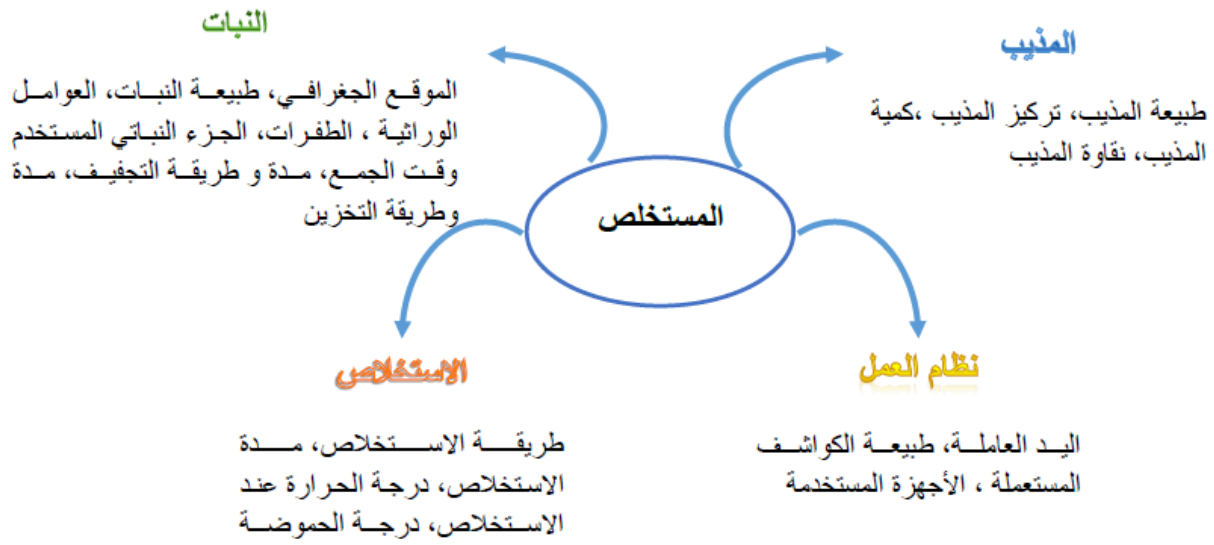 المذيب
طبيعة المذيب، تركيز المذيب ،كمية
المذيب، نقاوة المذيب
النبات
الموقع الجغرافي، طبيعة النبات، العوامل
الوراثية ، الطفرات، الجزء النباتي المستخدم
وقت الجمع، مدة و طريقة التجفيف، مدة
وطريقة التخزين
المستخلص
نظام العمل
اليد العاملة، طبيعة الكواشف
المستعملة ، الأجهزة المستخدمة
الاستخلاص
طريقة الاستخلاص، مدة
الاستخلاص، درجة الحرارة عند
الاستخلاص، درجة الحموضة